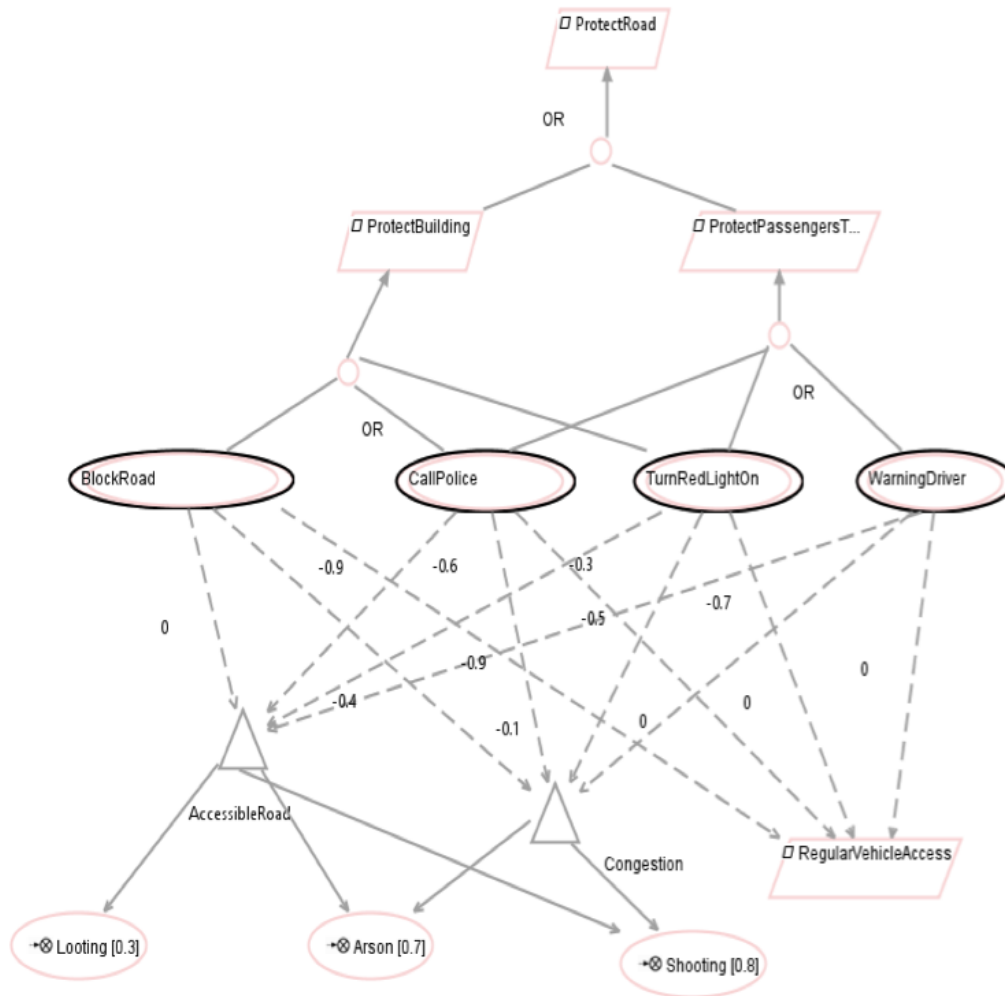 ProtectRoad
OR
ProtectBuilding
ProtectPassengersT...
OR
OR
BlockRoad
CallPolice
TurnRedLightOn
WarningDriver
-0.9
-0.6
-0.3
-0.7
0
-0.5
-0.9
0
-0.4
0
-0.1
0
AccessibleRoad
Congestion
RegularVehicleAccess
Looting [0.3]
Arson [0.7]
Shooting [0.8]